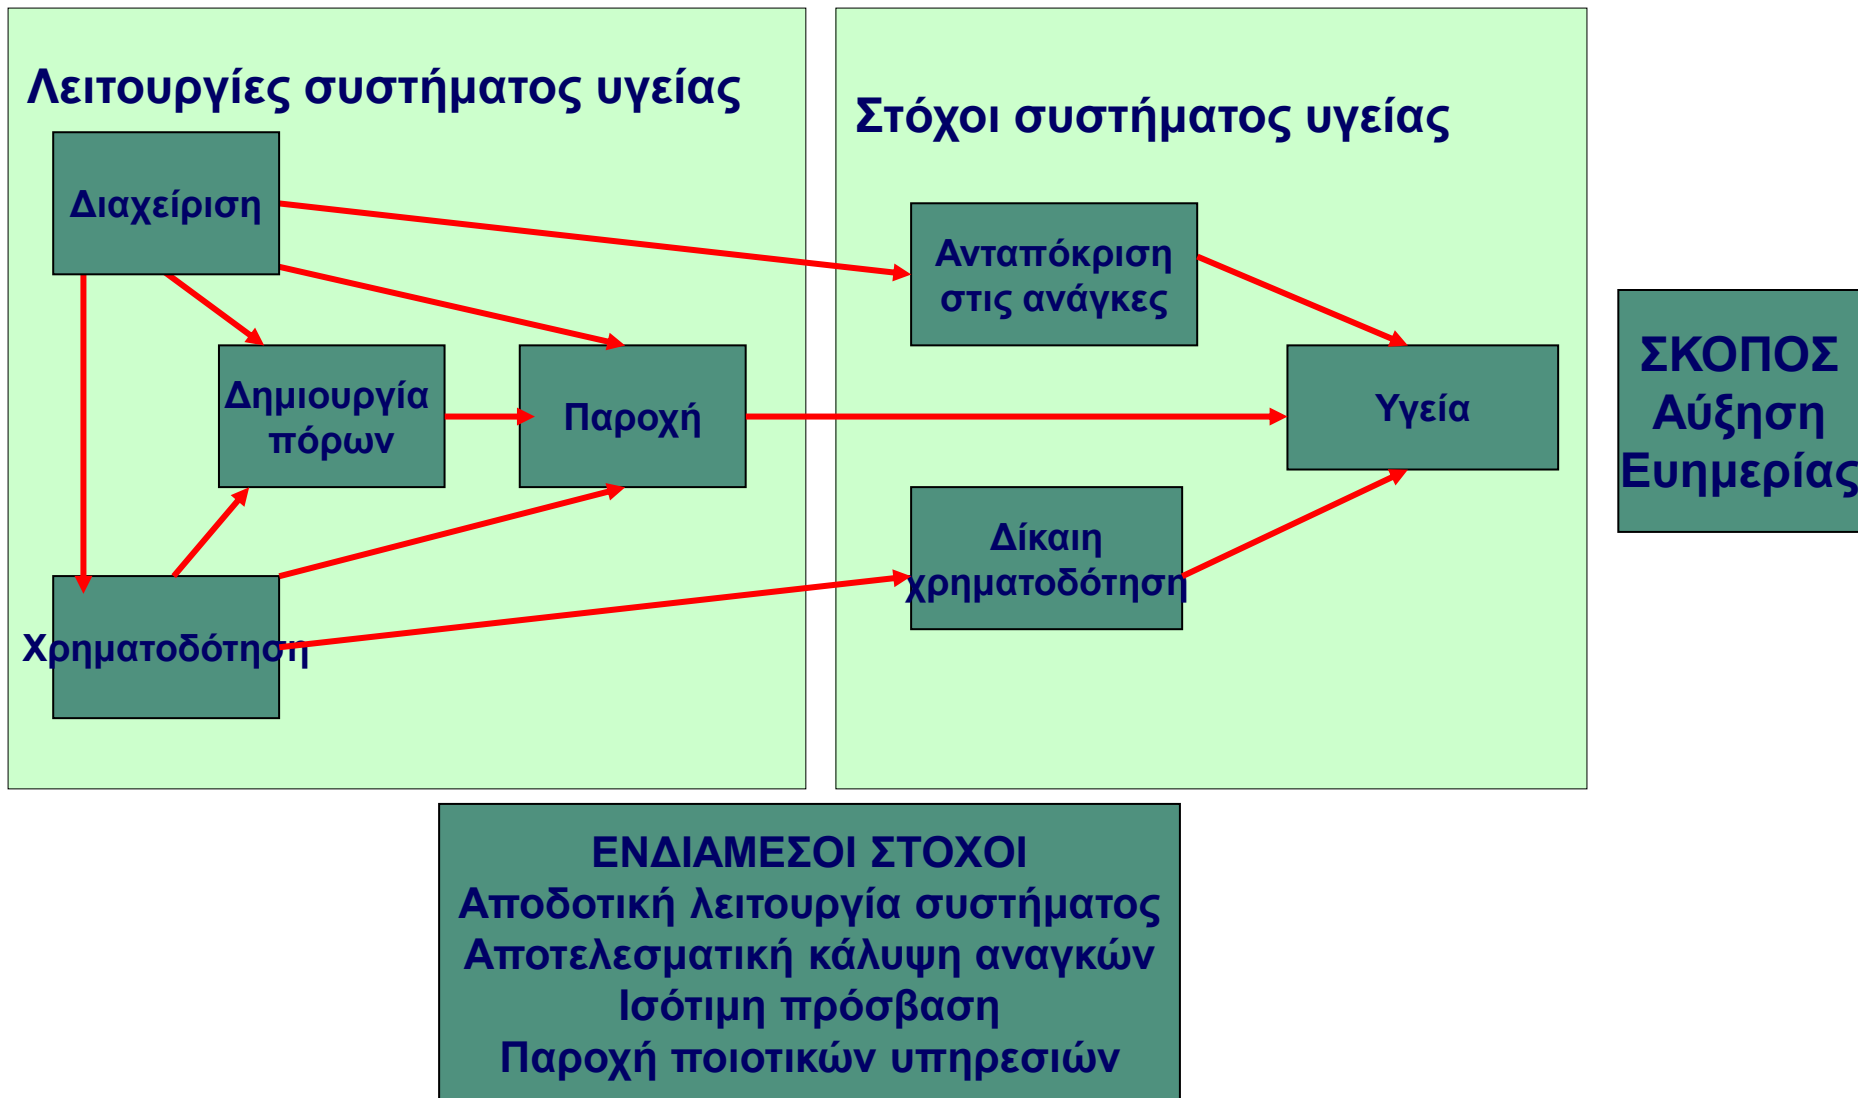 Λειτουργίες συστήματος υγείας
Διαχείριση
Δημιουργία
πόρων
Παροχή
Χρηματοδότηση
Στόχοι συστήματος υγείας
Ανταπόκριση
στις ανάγκες
Υγεία
Δίκαιη
χρηματοδότηση
ΣΚΟΠΟΣ
Αύξηση
Ευημερίας
ΕΝΔΙΑΜΕΣΟΙ ΣΤΟΧΟΙ
Αποδοτική λειτουργία συστήματος
Αποτελεσματική κάλυψη αναγκών
Ισότιμη πρόσβαση
Παροχή ποιοτικών υπηρεσιών